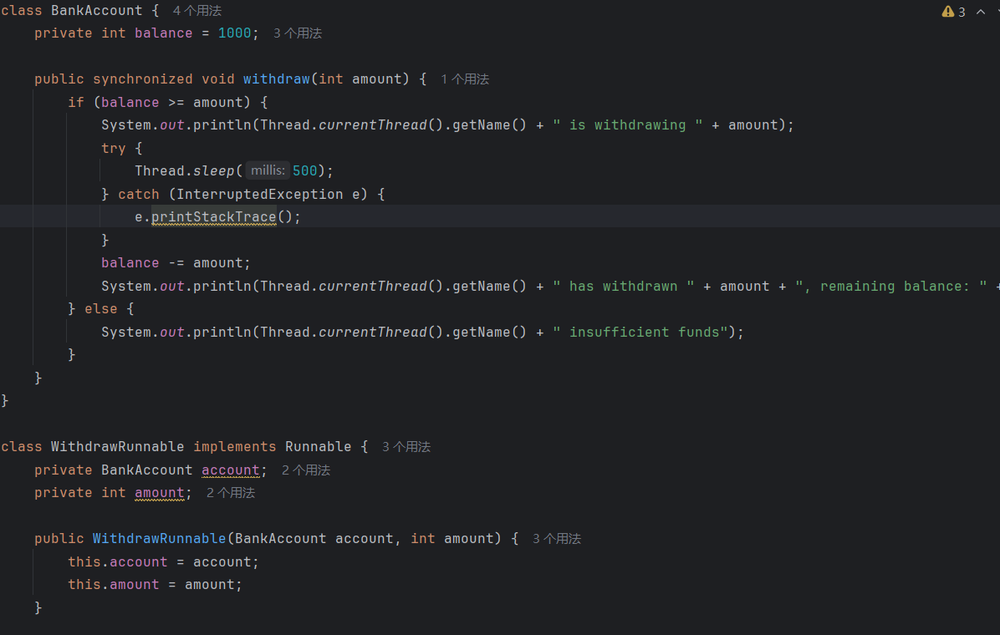 class BankAccount { 4 个用法
3
private int balance = 1000; 3 个用法
public synchronized void withdraw(int amount) { 1 个用法
if (balance >= amount) {
System.out.println(Thread.currentThread().getName() + " is withdrawing " + amount);
try {
Thread.sleep( millis: 500);
} catch (InterruptedException e) {
e.printStackTrace();
}
balance -= amount;
System.out.println(Thread.currentThread().getName() + " has withdrawn " + amount + ", remaining balance: " +
} else {
System.out.println(Thread.currentThread().getName() + " insufficient funds");
}
}
}
class WithdrawRunnable implements Runnable { 3 个用法
private BankAccount account; 2 个用法
private int amount; 2 个用法
public WithdrawRunnable(BankAccount account, int amount) { 3 个用法
this.account = account;
this.amount = amount;
}